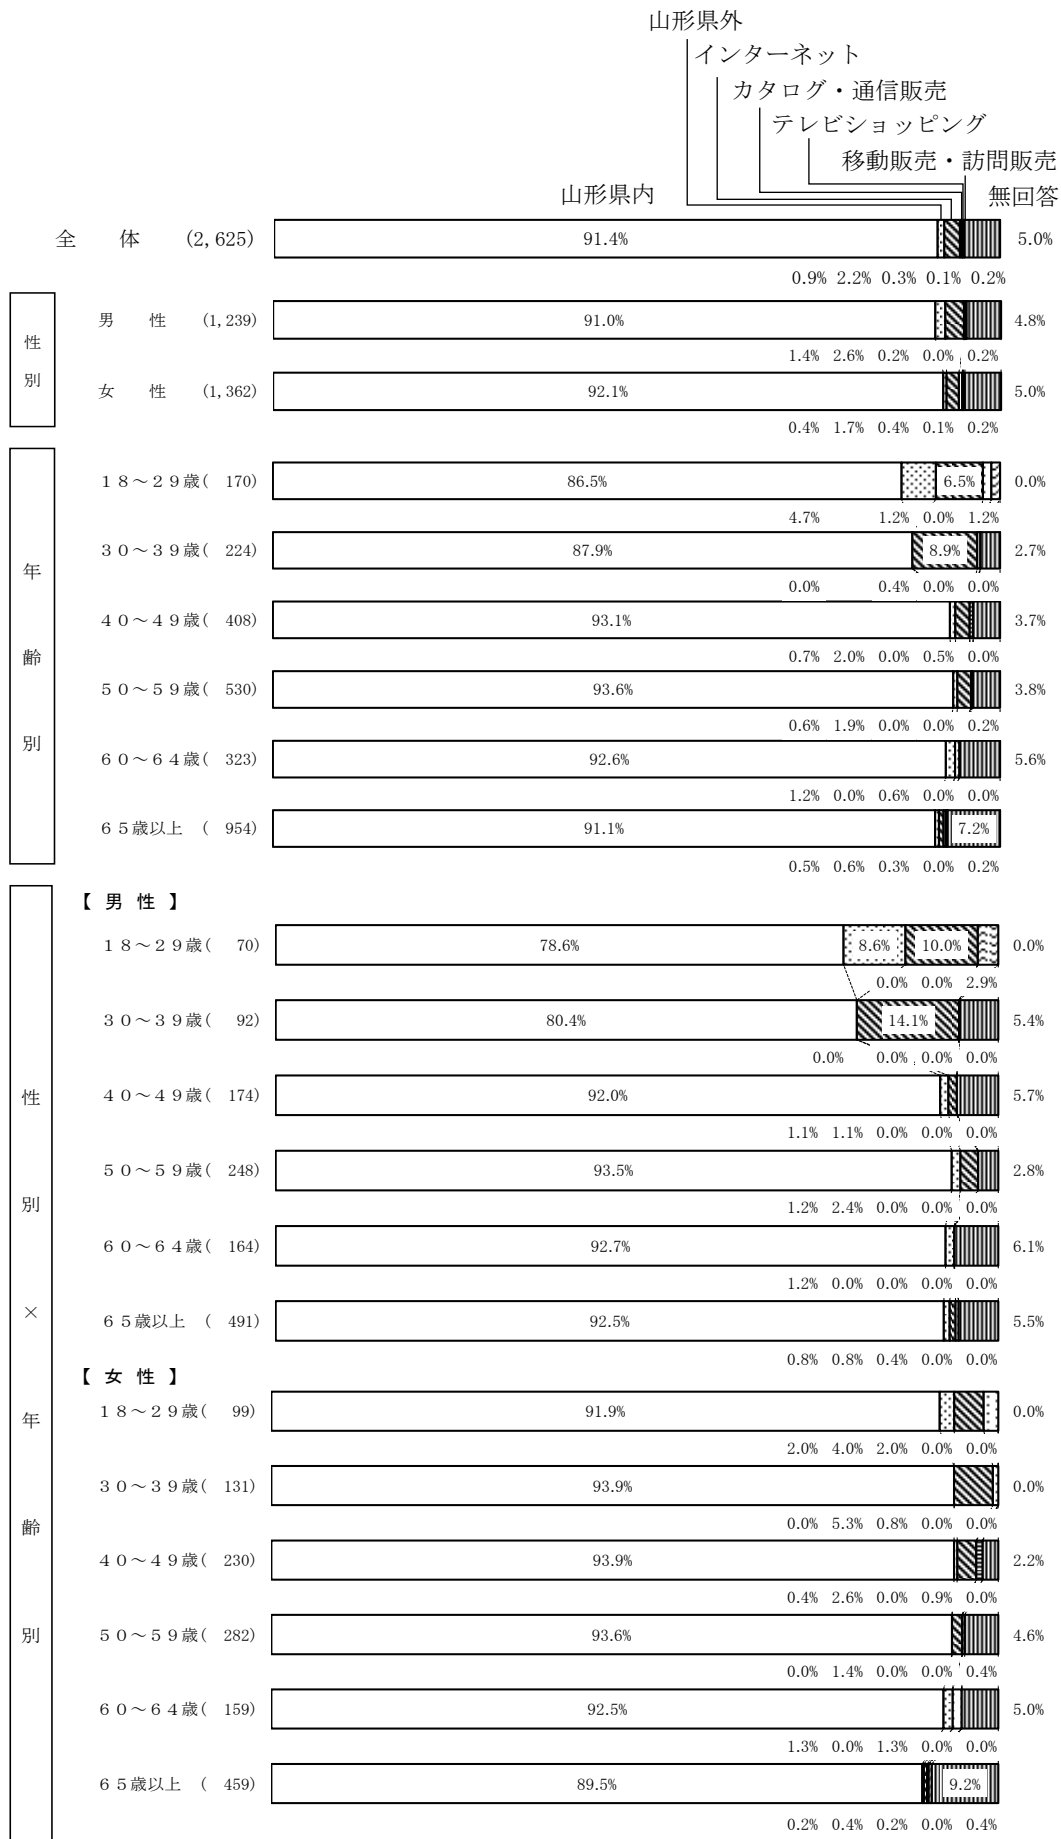 山形県外
インターネット
カタログ・通信販売
テレビショッピング
移動販売・訪問販売
山形県内 無回答
全 体 (2,625) 91.4% 5.0%
0.9% 2.2% 0.3% 0.1% 0.2%
性別
男 性 (1,239) 91.0% 4.8%
1.4% 2.6% 0.2% 0.0% 0.2%
女 性 (1,362) 92.1% 5.0%
0.4% 1.7% 0.4% 0.1% 0.2%
年齢別
18~29歳( 170) 86.5% 6.5% 0.0%
4.7% 1.2% 0.0% 1.2%
30~39歳( 224) 87.9% 8.9% 2.7%
0.0% 0.4% 0.0% 0.0%
40~49歳( 408) 93.1% 3.7%
0.7% 2.0% 0.0% 0.5% 0.0%
50~59歳( 530) 93.6% 3.8%
0.6% 1.9% 0.0% 0.0% 0.2%
60~64歳( 323) 92.6% 5.6%
1.2% 0.0% 0.6% 0.0% 0.0%
65歳以上 ( 954) 91.1% 7.2%
0.5% 0.6% 0.3% 0.0% 0.2%
性別×年齢別
【 男 性 】
18~29歳( 70) 78.6% 8.6% 10.0% 0.0%
0.0% 0.0% 2.9%
30~39歳( 92) 80.4% 14.1% 5.4%
0.0% 0.0% 0.0% 0.0%
40~49歳( 174) 92.0% 5.7%
1.1% 1.1% 0.0% 0.0% 0.0%
50~59歳( 248) 93.5% 2.8%
1.2% 2.4% 0.0% 0.0% 0.0%
60~64歳( 164) 92.7% 6.1%
1.2% 0.0% 0.0% 0.0% 0.0%
65歳以上 ( 491) 92.5% 5.5%
0.8% 0.8% 0.4% 0.0% 0.0%
【 女 性 】
18~29歳( 99) 91.9% 0.0%
2.0% 4.0% 2.0% 0.0% 0.0%
30~39歳( 131) 93.9% 0.0%
0.0% 5.3% 0.8% 0.0% 0.0%
40~49歳( 230) 93.9% 2.2%
0.4% 2.6% 0.0% 0.9% 0.0%
50~59歳( 282) 93.6% 4.6%
0.0% 1.4% 0.0% 0.0% 0.4%
60~64歳( 159) 92.5% 5.0%
1.3% 0.0% 1.3% 0.0% 0.0%
65歳以上 ( 459) 89.5% 9.2%
0.2% 0.4% 0.2% 0.0% 0.4%